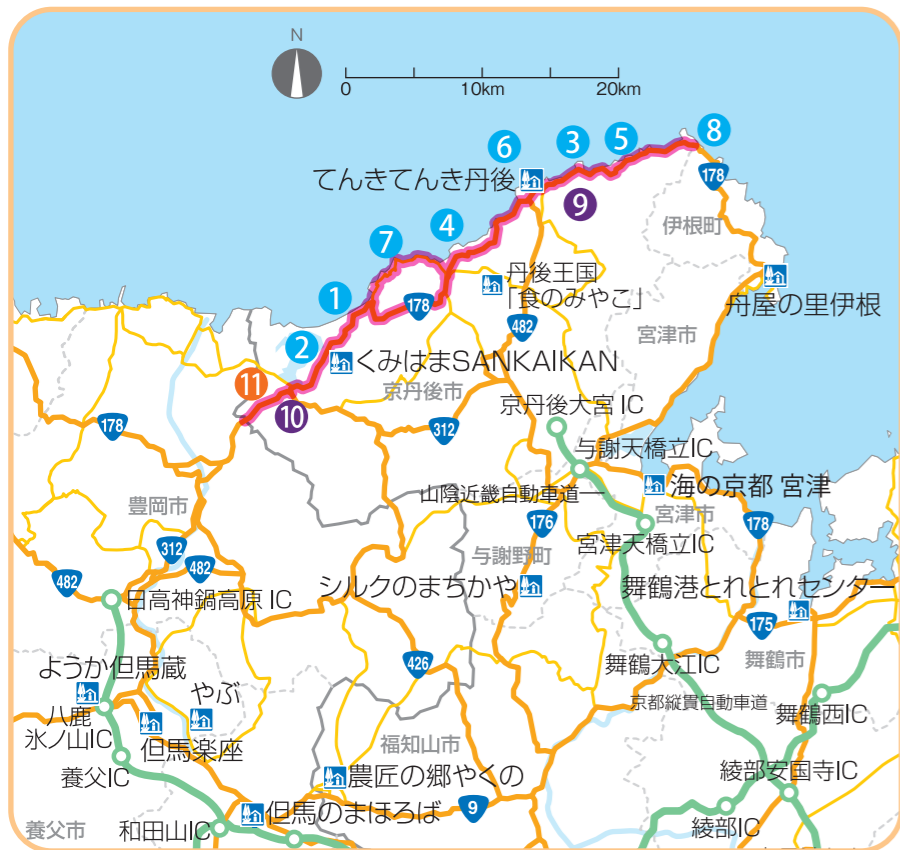 N
0
10km
20km
6
3
5
8
てんきてんき丹後
178
9
伊根町
7
4
丹後王国
「食のみやこ」
舟屋の里伊根
1
178
482
宮津市
2
くみはまSANKAIKAN
11
京丹後市
10
京丹後大宮IC
178
312
与謝天橋立IC
山陰近畿自動車道
海の京都 宮津
豊岡市
宮津市
176
178
312
482
与謝野町
宮津天橋立IC
482
シルクのまちかや
舞鶴港とれとれセンター
日高神鍋高原IC
175
舞鶴市
426
舞鶴大江IC
ようか但馬蔵
やぶ
京都縦貫自動車道
舞鶴西IC
八鹿
氷ノ山IC
但馬楽座
福知山市
養父IC
農匠の郷やくの
綾部安国寺IC
但馬のまほろば
9
養父市
和田山IC
綾部IC